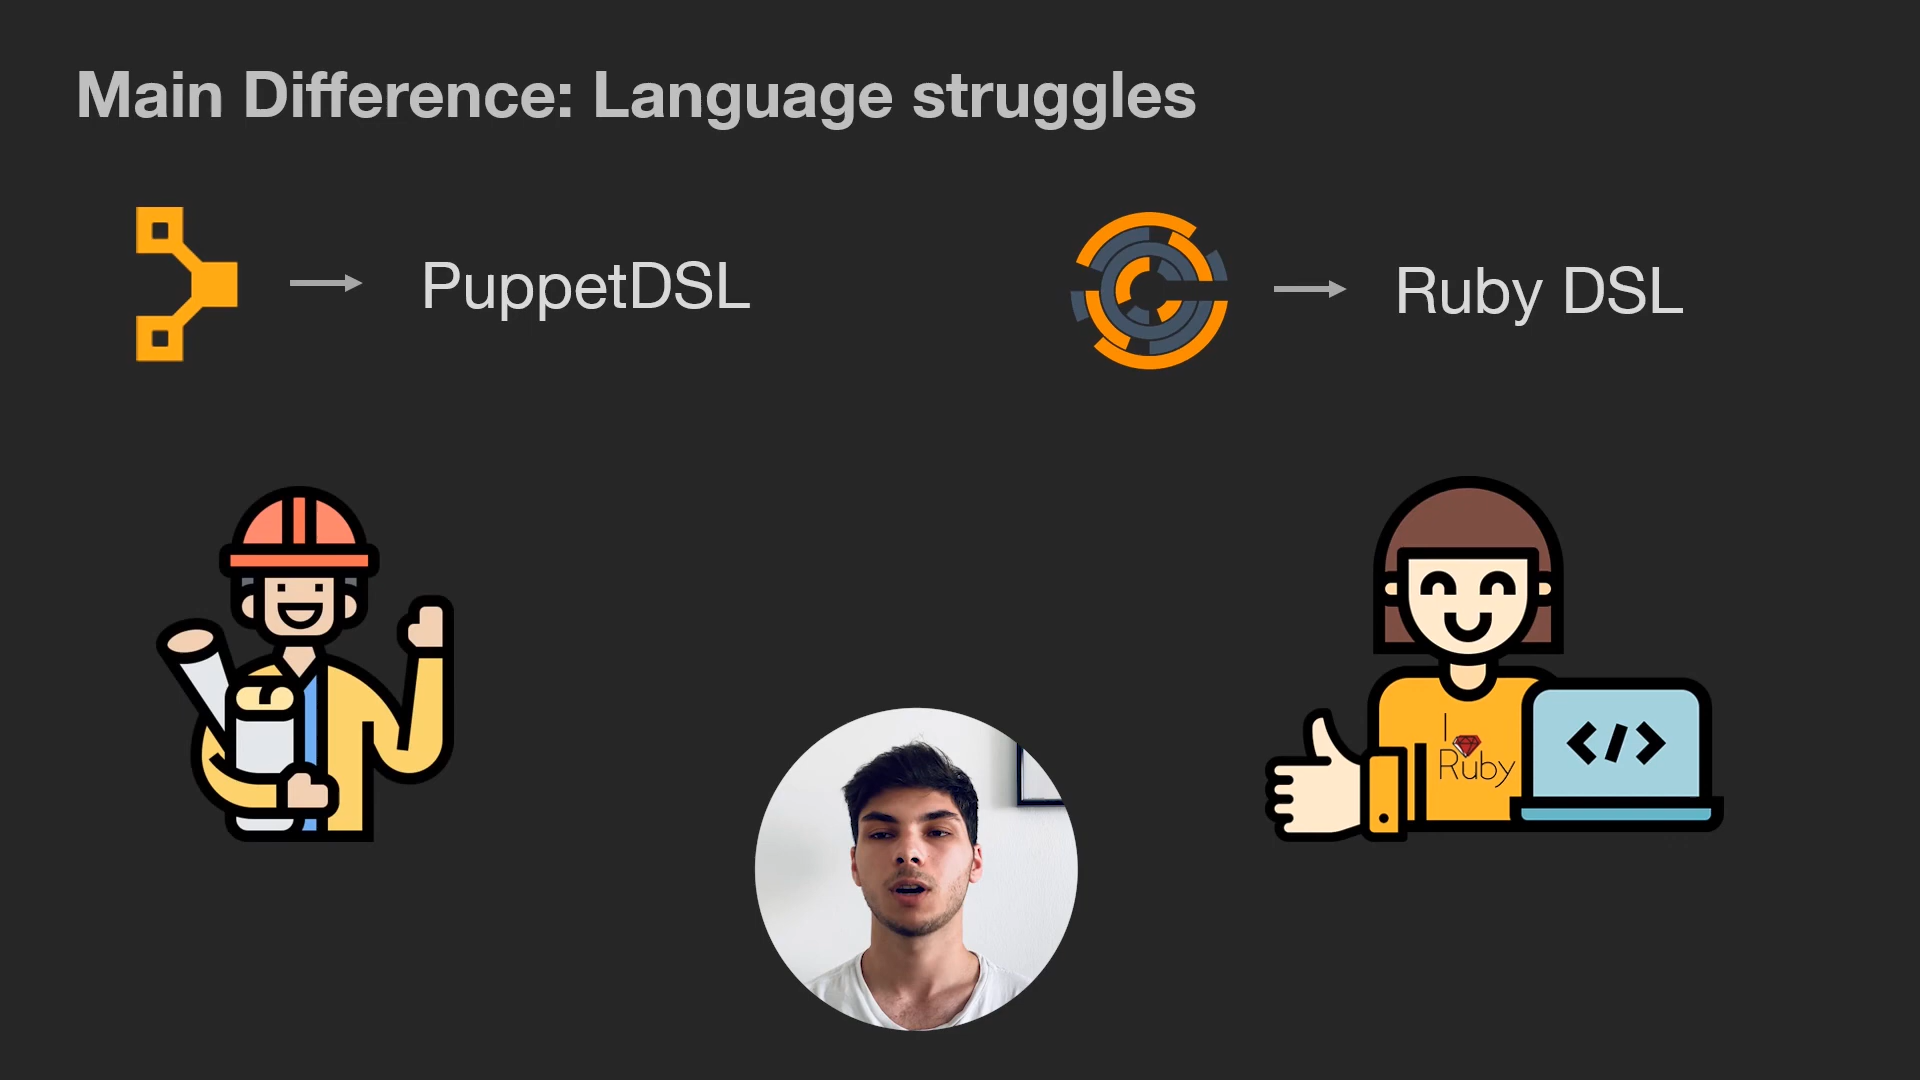 Main Difference: Language struggles
PuppetDSL
Ruby DSL
I
Ruby
</>